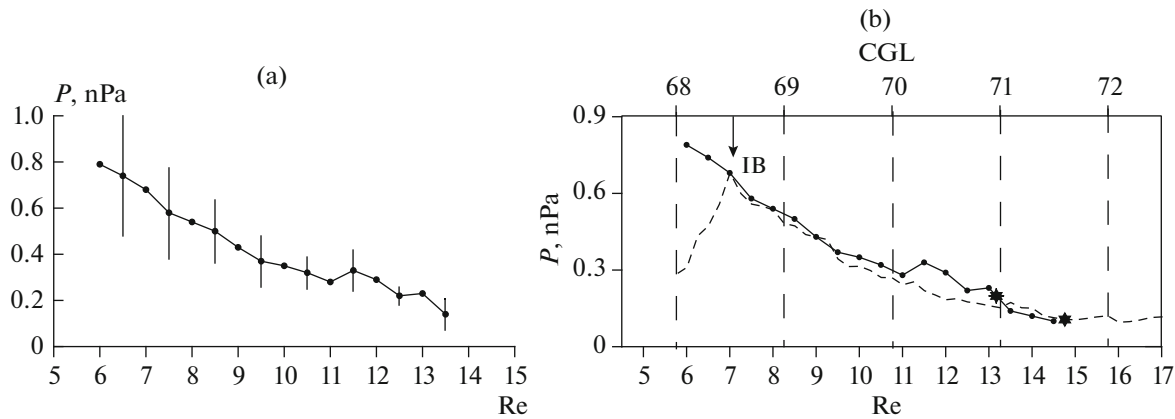 (a)
P, nPa
1.0
0.8
0.6
0.4
0.2
0
5 6 7 8 9 10 11 12 13 14 15
Re
(b)
CGL
68 69 70 71 72
P, nPa
0.9
0.6
0.3
0
IB
5 6 7 8 9 10 11 12 13 14 15 16 17
Re